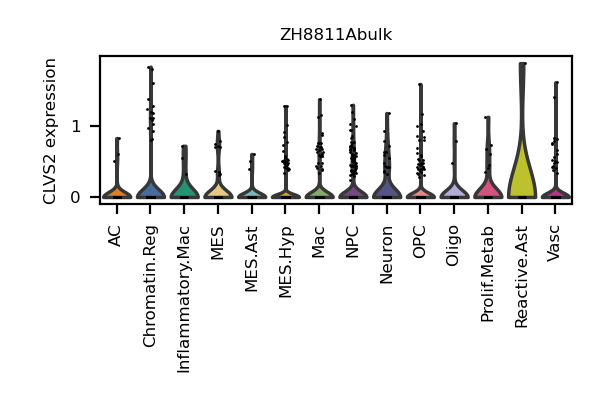 ZH8811Abulk
CLVS2 expression
1
0
AC
Chromatin.Reg
Inflammatory.Mac
MES
MES.Ast
MES.Hyp
Mac
NPC
Neuron
OPC
Oligo
Prolif.Metab
Reactive.Ast
Vasc